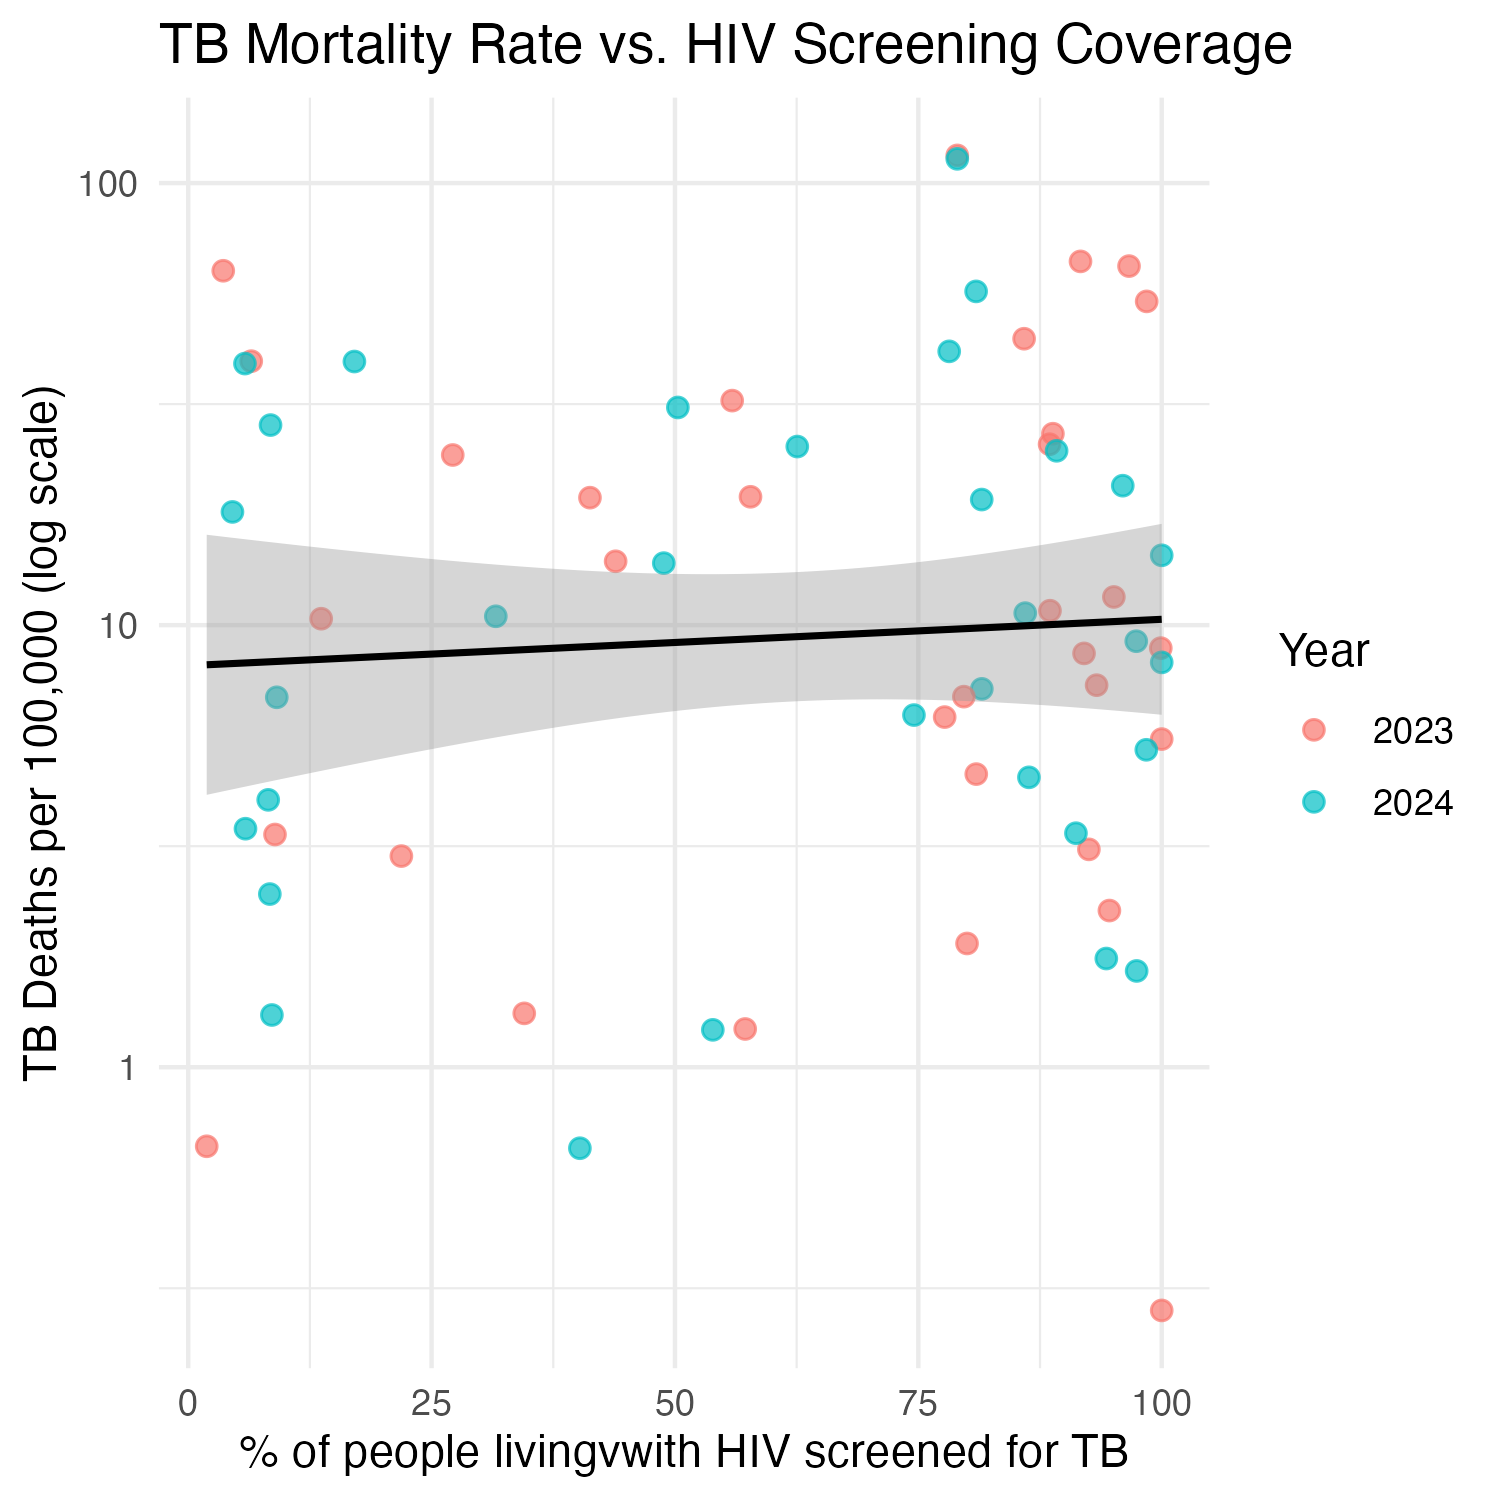 TB Mortality Rate vs. HIV Screening Coverage
TB Deaths per 100,000 (log scale)
100
10
1
0
25
50
75
100
% of people livingvwith HIV screened for TB
Year
2023
2024